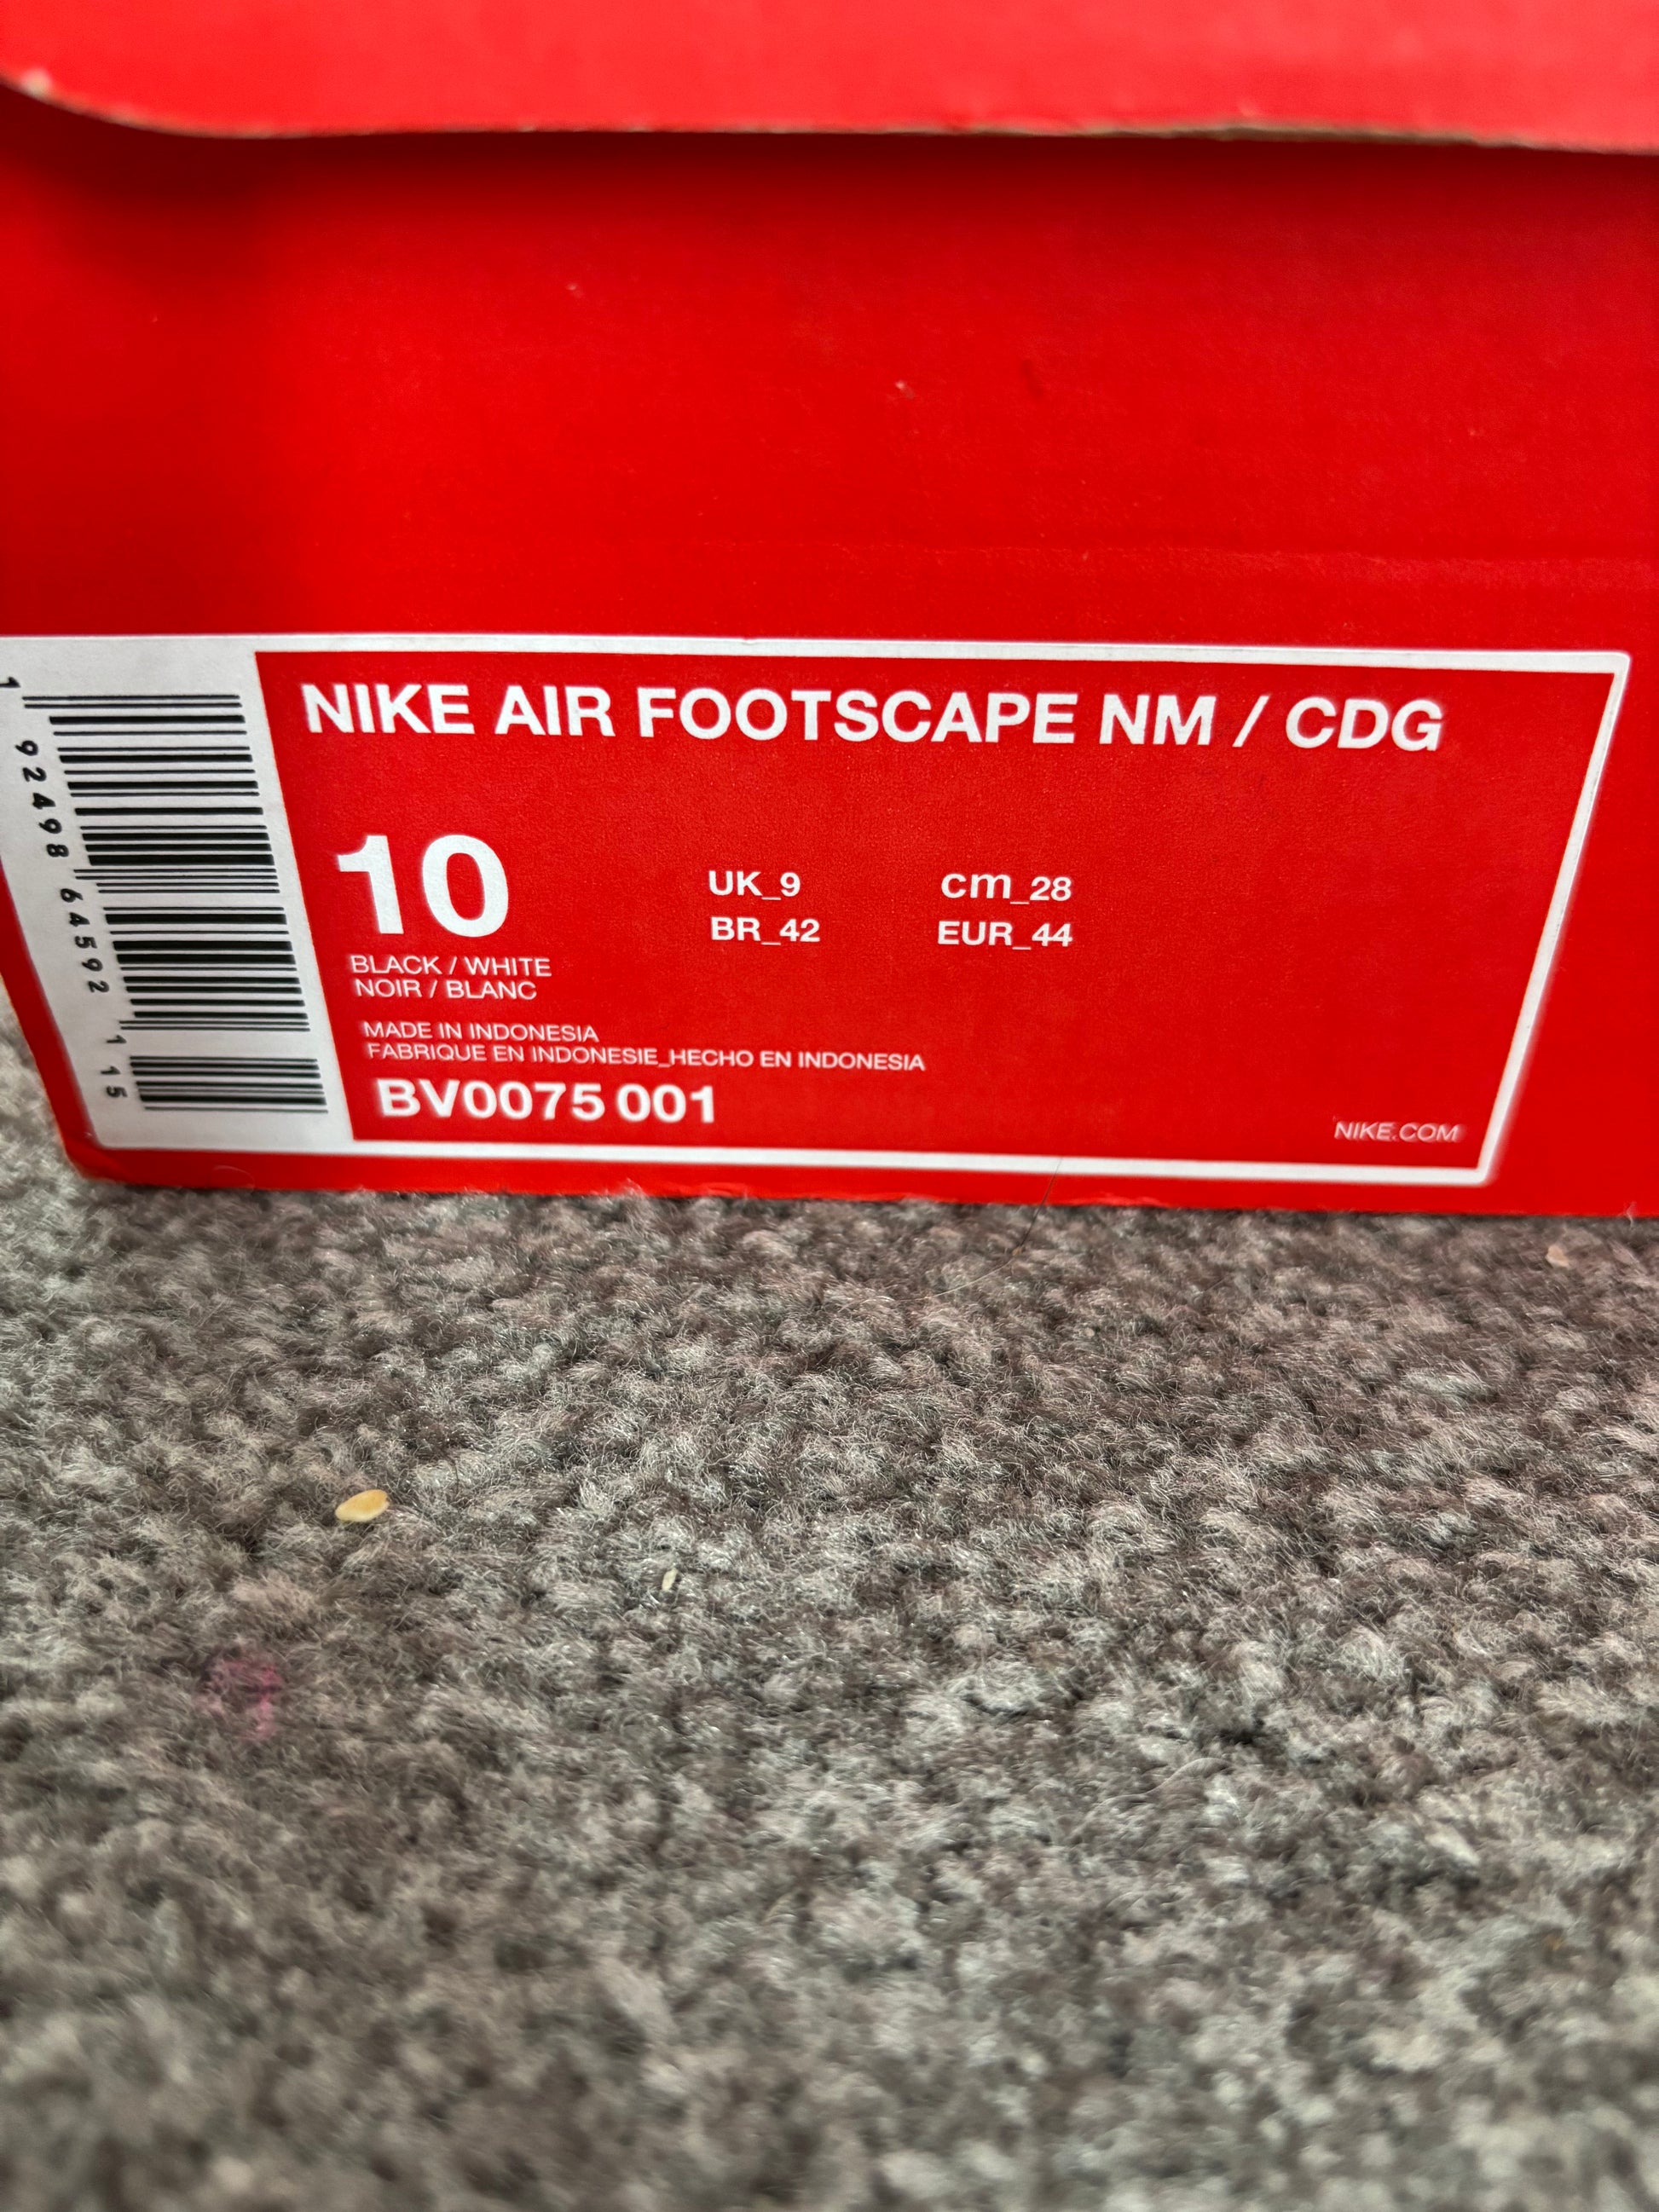 NIKE AIR FOOTSCAPE NM / CDG
10
UK_9 cm_28
BR_42 EUR_44
BLACK / WHITE
NOIR / BLANC
MADE IN INDONESIA
FABRIQUE EN INDONESIE_HECHO EN INDONESIA
BV0075 001
NIKE.COM
1 92498 64592 1 15